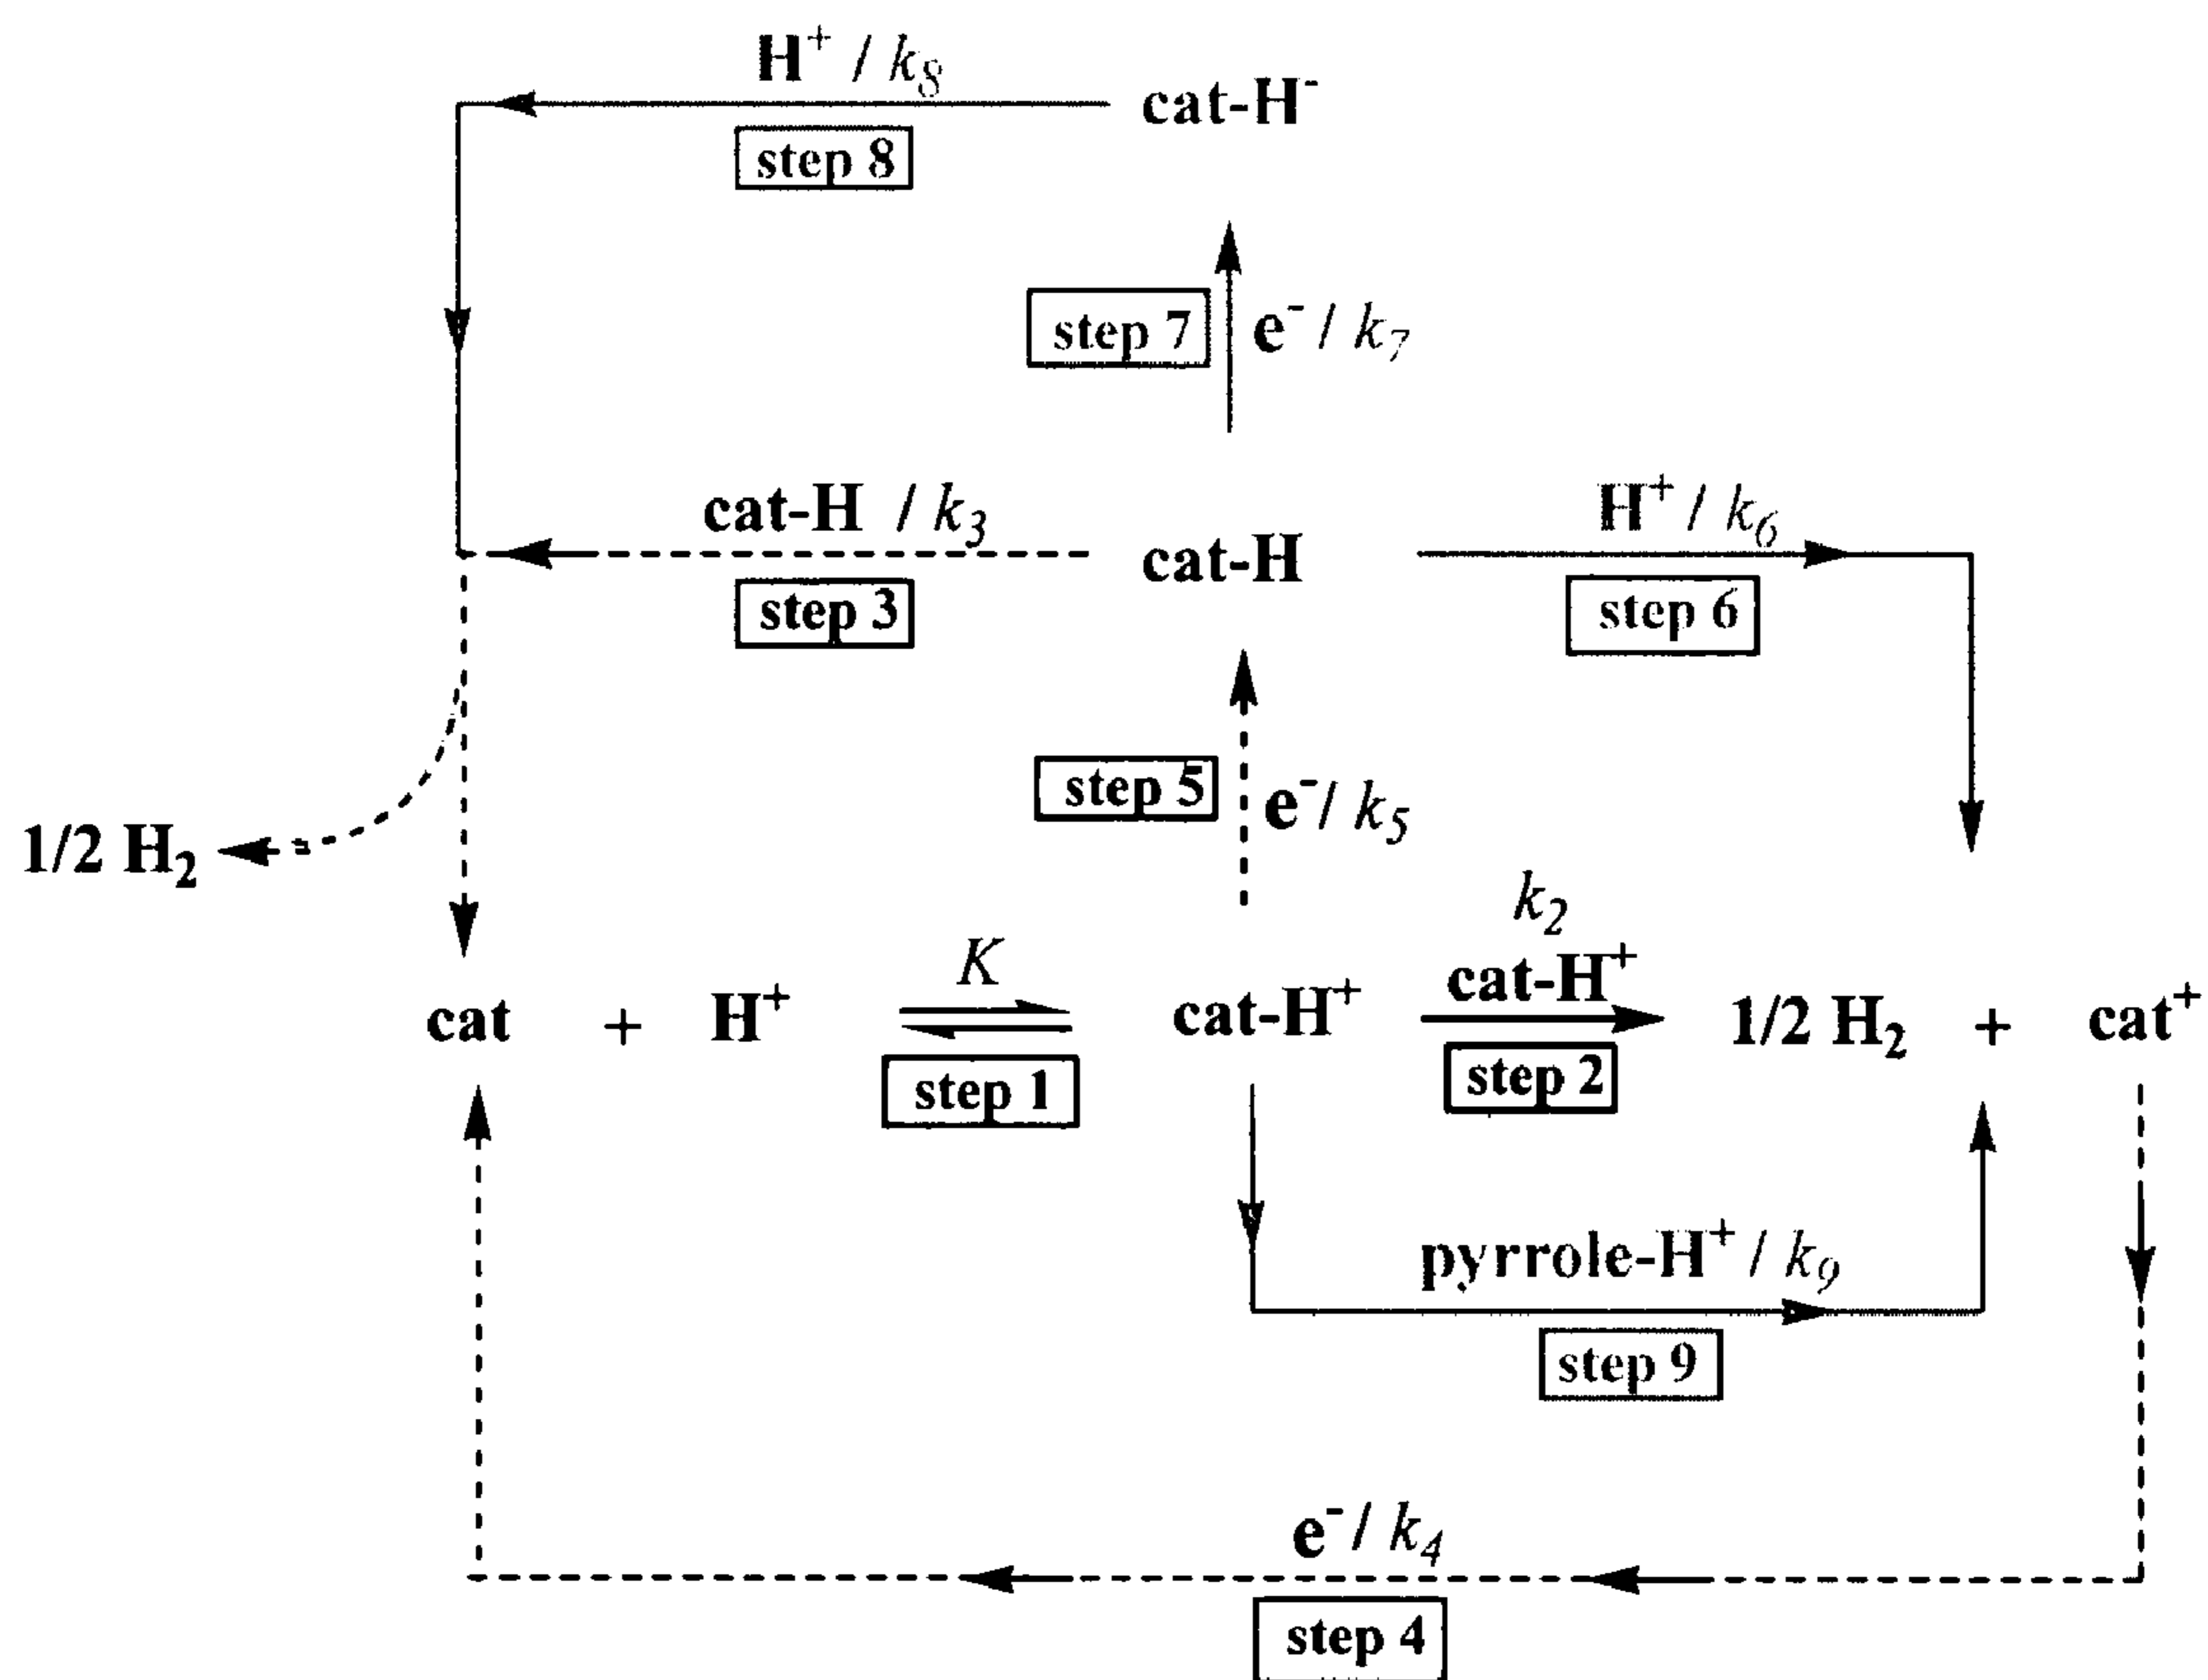 H⁺ / k₈
cat-H⁻
step 8
step 7
e⁻ / k₇
cat-H / k₃
cat-H
H⁺ / k₆
step 3
step 6
step 5
e⁻ / k₅
1/2 H₂
k₂
K
cat-H⁺
cat + H⁺
cat-H⁺
1/2 H₂ + cat⁺
step 1
step 2
pyrrole-H⁺ / k₉
step 9
e⁻ / k₄
step 4